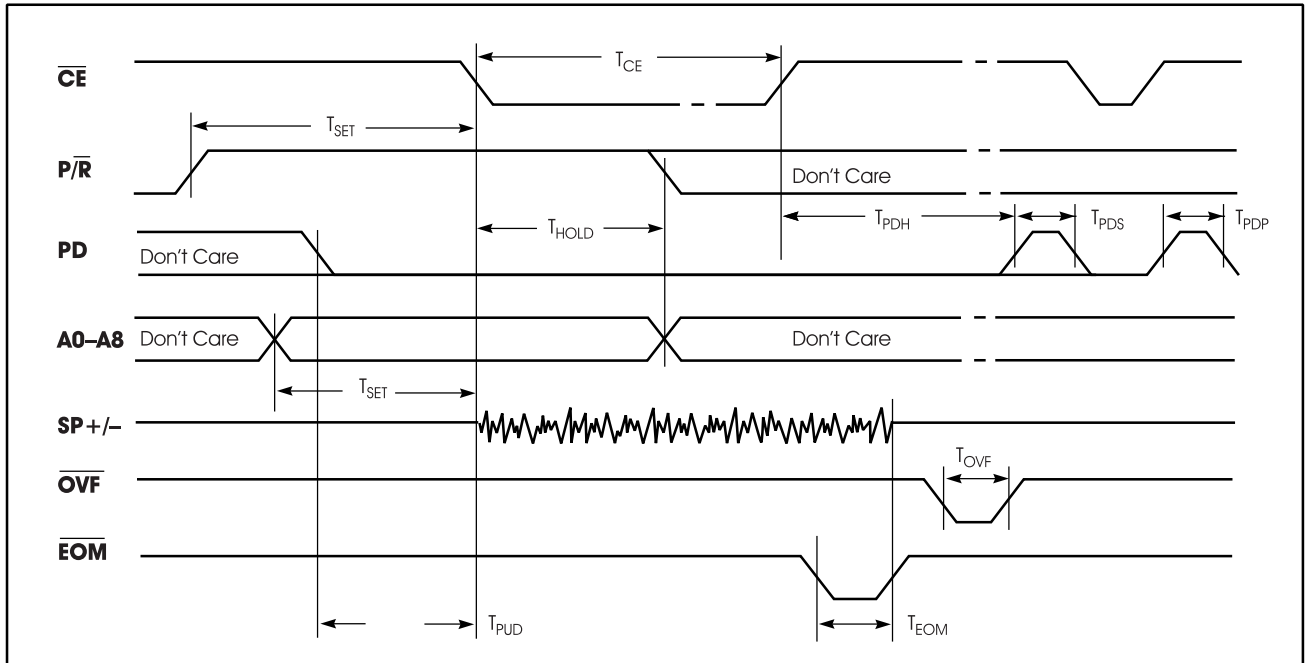 CE
T_CE
T_SET
P/R
Don't Care
T_HOLD
T_PDH
T_PDS
T_PDP
PD
Don't Care
A0–A8
Don't Care
Don't Care
T_SET
SP+/–
T_OVF
OVF
EOM
T_PUD
T_EOM